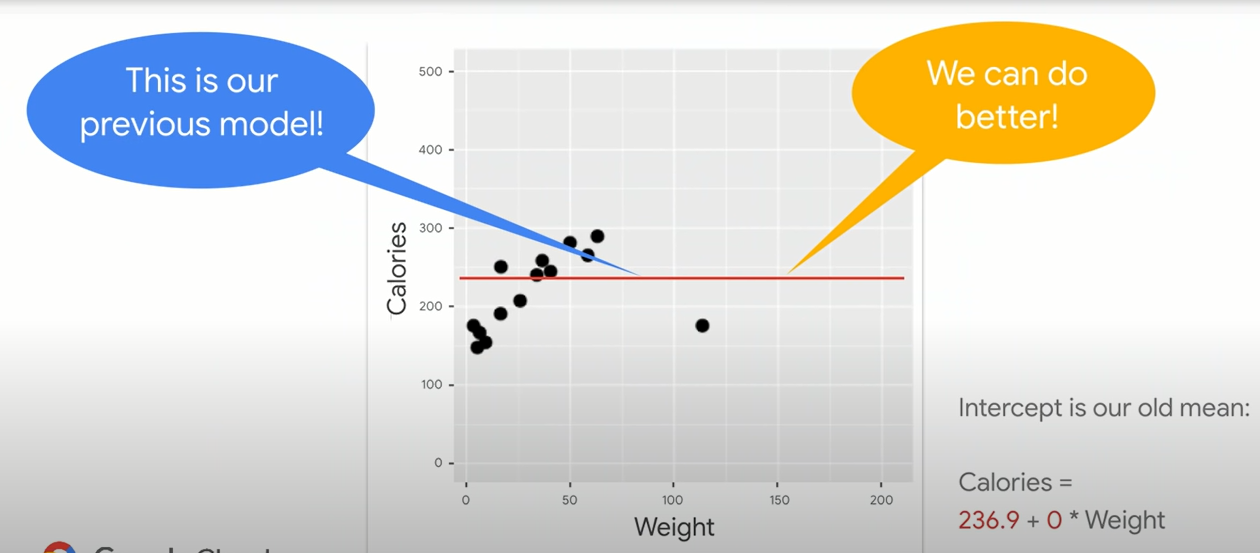 This is our
previous model!
We can do
better!
500
400
300
200
100
0
Calories
0 50 100 150 200
Weight
Intercept is our old mean:
Calories =
236.9 + 0 * Weight